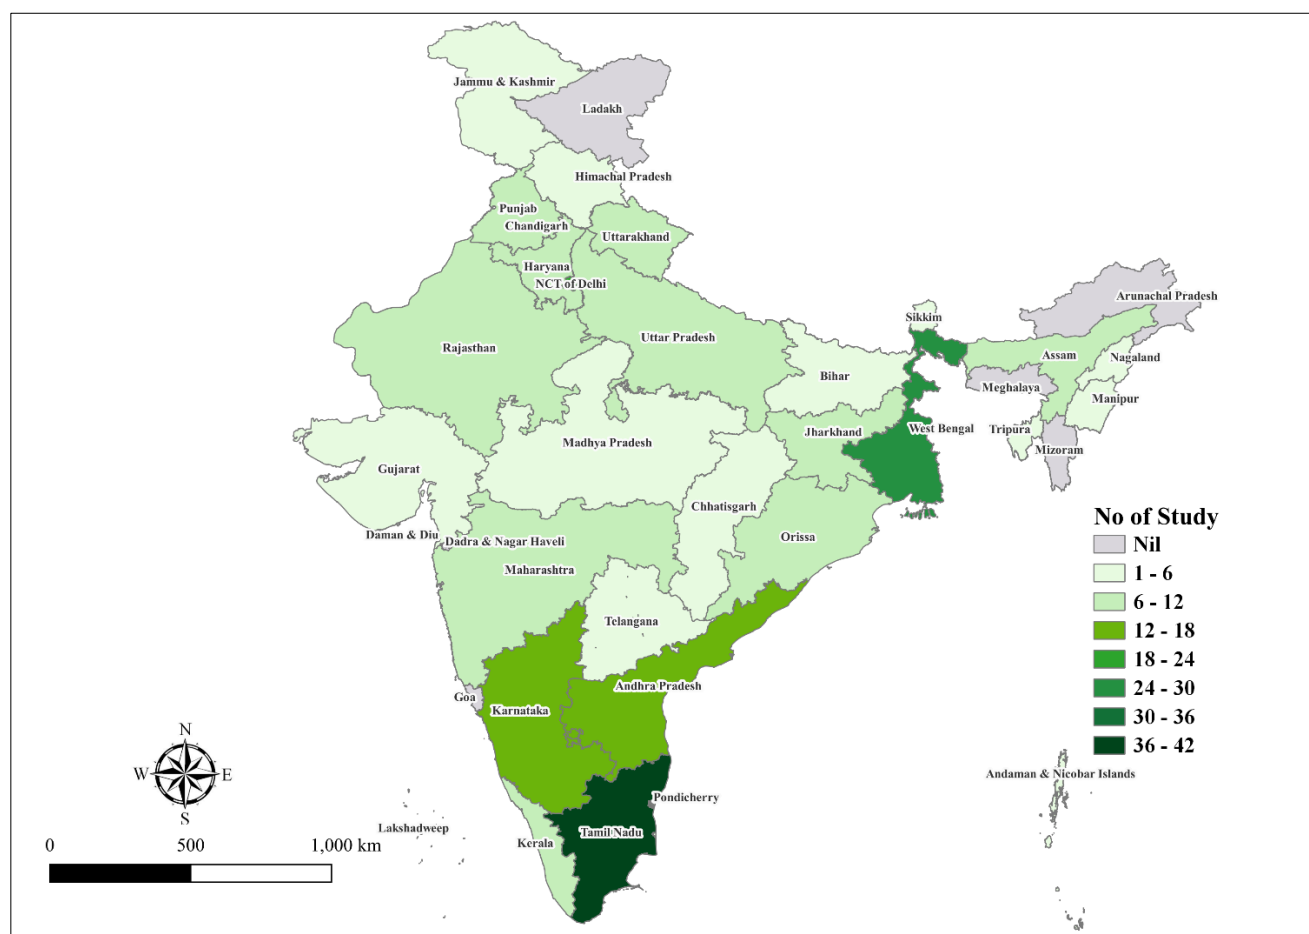 Jammu & Kashmir
Ladakh
Himachal Pradesh
Punjab
Chandigarh
Uttarakhand
Haryana
NCT of Delhi
Arunachal Pradesh
Sikkim
Rajasthan
Uttar Pradesh
Assam
Nagaland
Bihar
Meghalaya
Manipur
Jharkhand
West Bengal
Tripura
Madhya Pradesh
Mizoram
Gujarat
Chhatisgarh
Daman & Diu
Dadra & Nagar Haveli
Orissa
Maharashtra
Telangana
Andhra Pradesh
Goa
Karnataka
Pondicherry
Andaman & Nicobar Islands
Lakshadweep
Tamil Nadu
Kerala
No of Study
Nil
1 - 6
6 - 12
12 - 18
18 - 24
24 - 30
30 - 36
36 - 42
N
W
E
S
0 500 1,000 km